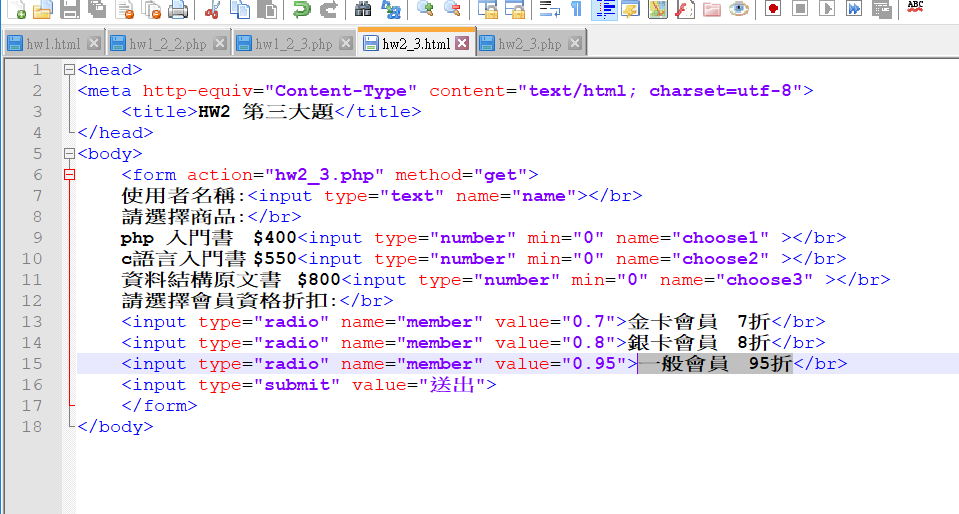 ABC
hw1.html hw1_2_2.php hw1_2_3.php hw2_3.html hw2_3.php
1 <head>
2 <meta http-equiv="Content-Type" content="text/html; charset=utf-8">
3 <title>HW2 第三大題</title>
4 </head>
5 <body>
6 <form action="hw2_3.php" method="get">
7 使用者名稱:<input type="text" name="name"></br>
8 請選擇商品:</br>
9 php 入門書 $400<input type="number" min="0" name="choose1" ></br>
10 c語言入門書$550<input type="number" min="0" name="choose2" ></br>
11 資料結構原文書 $800<input type="number" min="0" name="choose3" ></br>
12 請選擇會員資格折扣:</br>
13 <input type="radio" name="member" value="0.7">金卡會員 7折</br>
14 <input type="radio" name="member" value="0.8">銀卡會員 8折</br>
15 <input type="radio" name="member" value="0.95">一般會員 95折</br>
16 <input type="submit" value="送出">
17 </form>
18 </body>